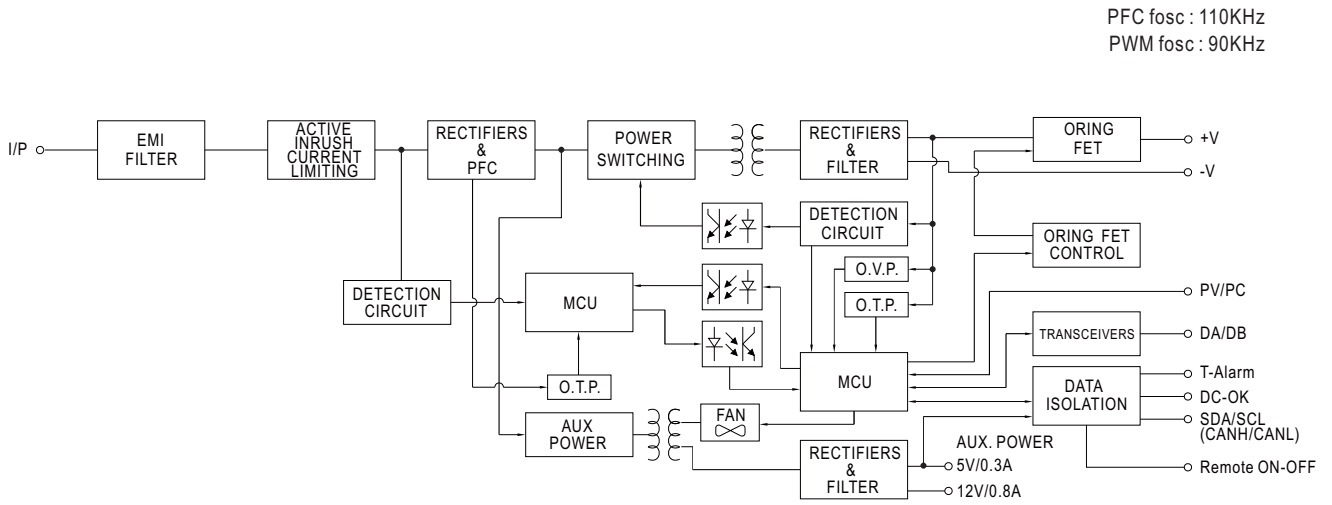 PFC fosc : 110KHz
PWM fosc : 90KHz
I/P
EMI
FILTER
ACTIVE
INRUSH
CURRENT
LIMITING
RECTIFIERS
&
PFC
POWER
SWITCHING
RECTIFIERS
&
FILTER
ORING
FET
+V
-V
DETECTION
CIRCUIT
ORING FET
CONTROL
O.V.P.
O.T.P.
DETECTION
CIRCUIT
MCU
PV/PC
TRANSCEIVERS
DA/DB
MCU
O.T.P.
DATA
ISOLATION
T-Alarm
DC-OK
SDA/SCL
(CANH/CANL)
Remote ON-OFF
AUX
POWER
FAN
RECTIFIERS
&
FILTER
AUX. POWER
5V/0.3A
12V/0.8A